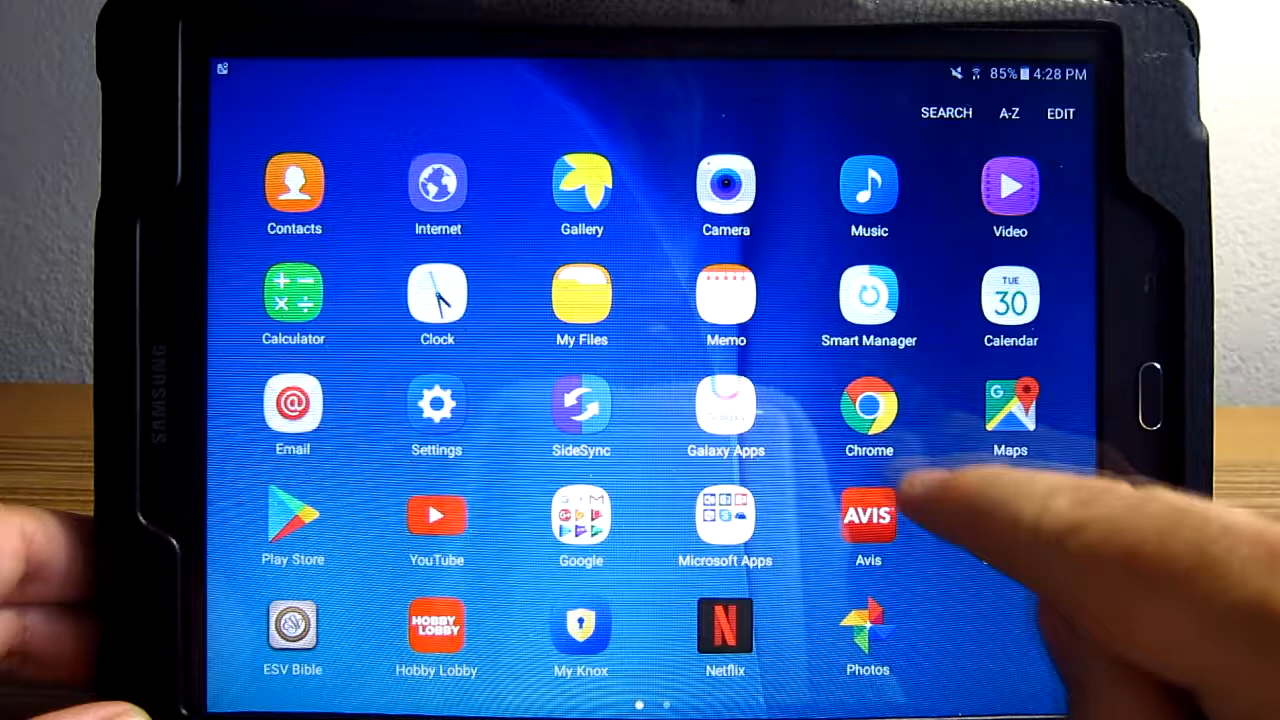 85% 4:28 PM
SEARCH A-Z EDIT
Contacts Internet Gallery Camera Music Video
TUE
30
Calculator Clock My Files Memo Smart Manager Calendar
@
G
Email Settings SideSync Galaxy Apps Chrome Maps
AVIS
Play Store YouTube Google Microsoft Apps Avis
HOBBY
LOBBY
N
ESV Bible Hobby Lobby My Knox Netflix Photos
SAMSUNG